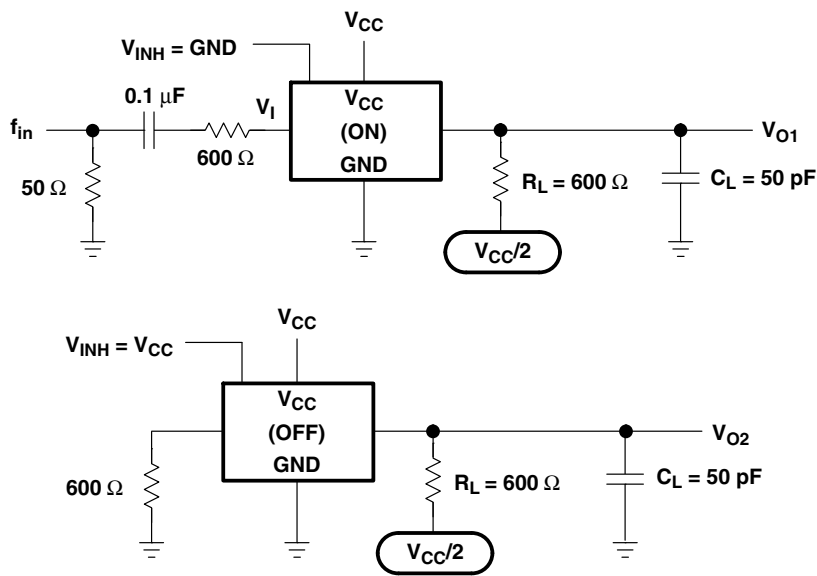 V_CC
V_INH = GND
0.1 μF
V_I
V_CC
(ON)
GND
f_in
600 Ω
50 Ω
R_L = 600 Ω
C_L = 50 pF
V_O1
V_CC/2
V_CC
V_INH = V_CC
V_CC
(OFF)
GND
600 Ω
R_L = 600 Ω
C_L = 50 pF
V_O2
V_CC/2